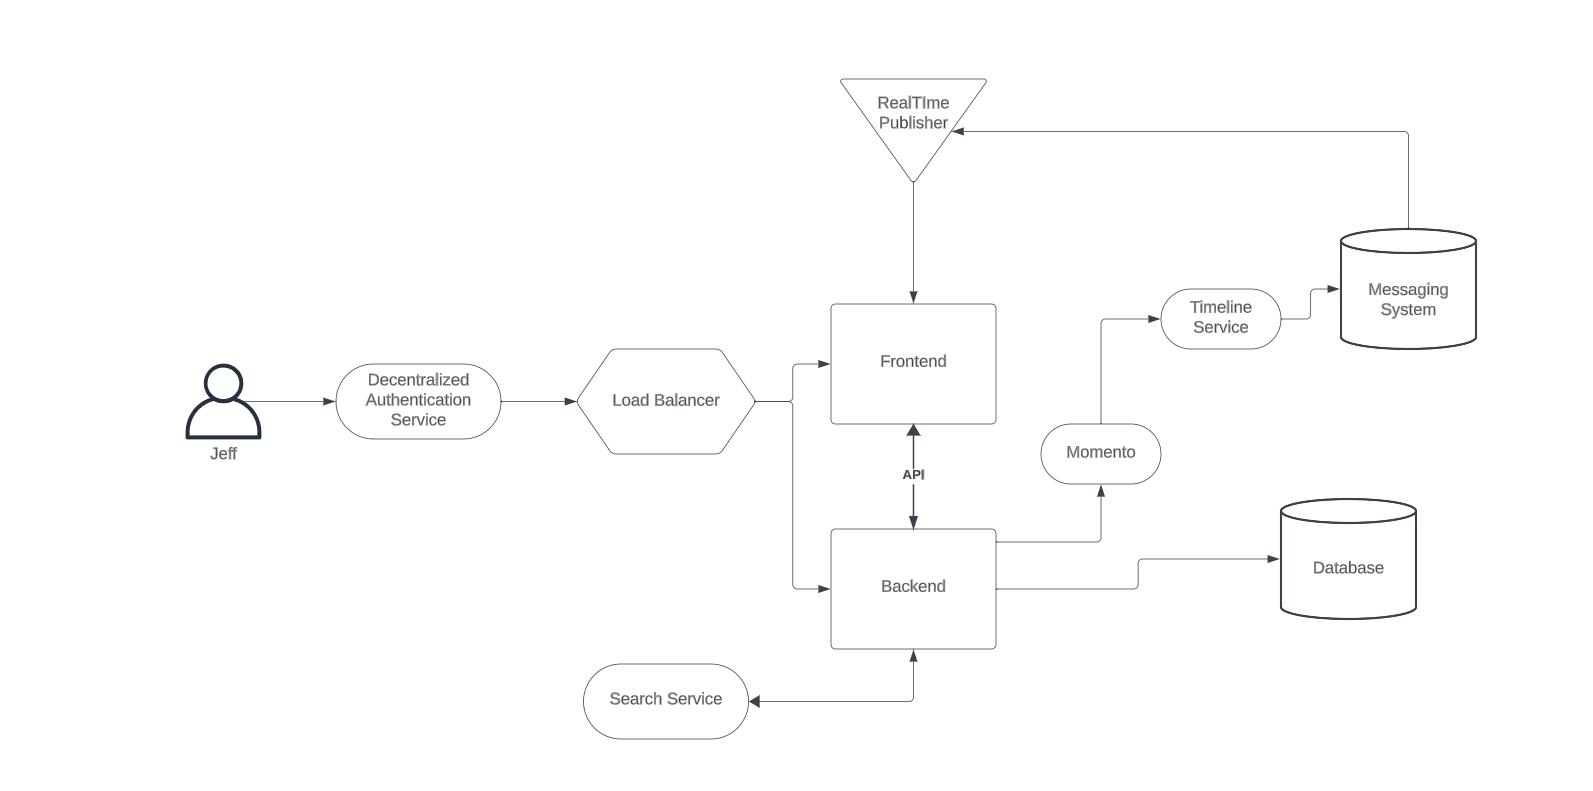 RealTIme
Publisher
Messaging
System
Timeline
Service
Frontend
Decentralized
Authentication
Service
Load Balancer
Jeff
Momento
API
Database
Backend
Search Service